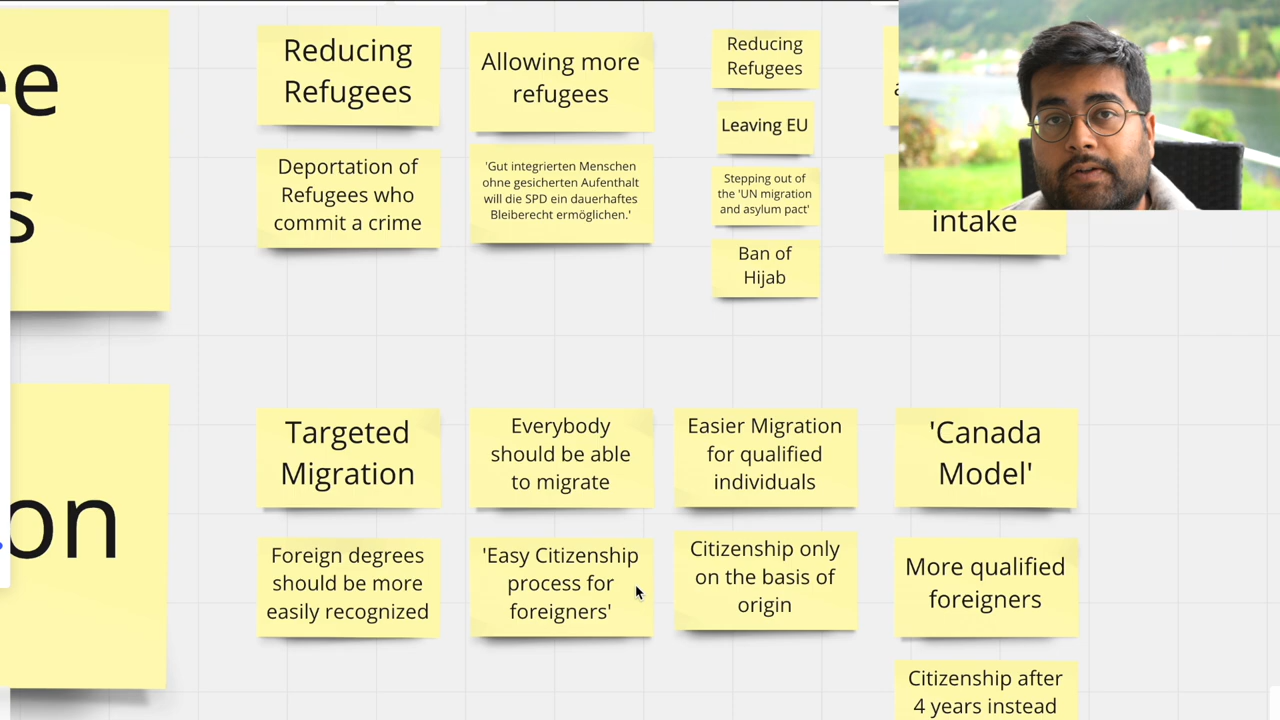 ee
s
Reducing
Refugees
Deportation of
Refugees who
commit a crime
Allowing more
refugees
'Gut integrierten Menschen
ohne gesicherten Aufenthalt
will die SPD ein dauerhaftes
Bleiberecht ermöglichen.'
Reducing
Refugees
Leaving EU
Stepping out of
the 'UN migration
and asylum pact'
Ban of
Hijab
intake
on
Targeted
Migration
Foreign degrees
should be more
easily recognized
Everybody
should be able
to migrate
'Easy Citizenship
process for
foreigners'
Easier Migration
for qualified
individuals
Citizenship only
on the basis of
origin
'Canada
Model'
More qualified
foreigners
Citizenship after
4 years instead